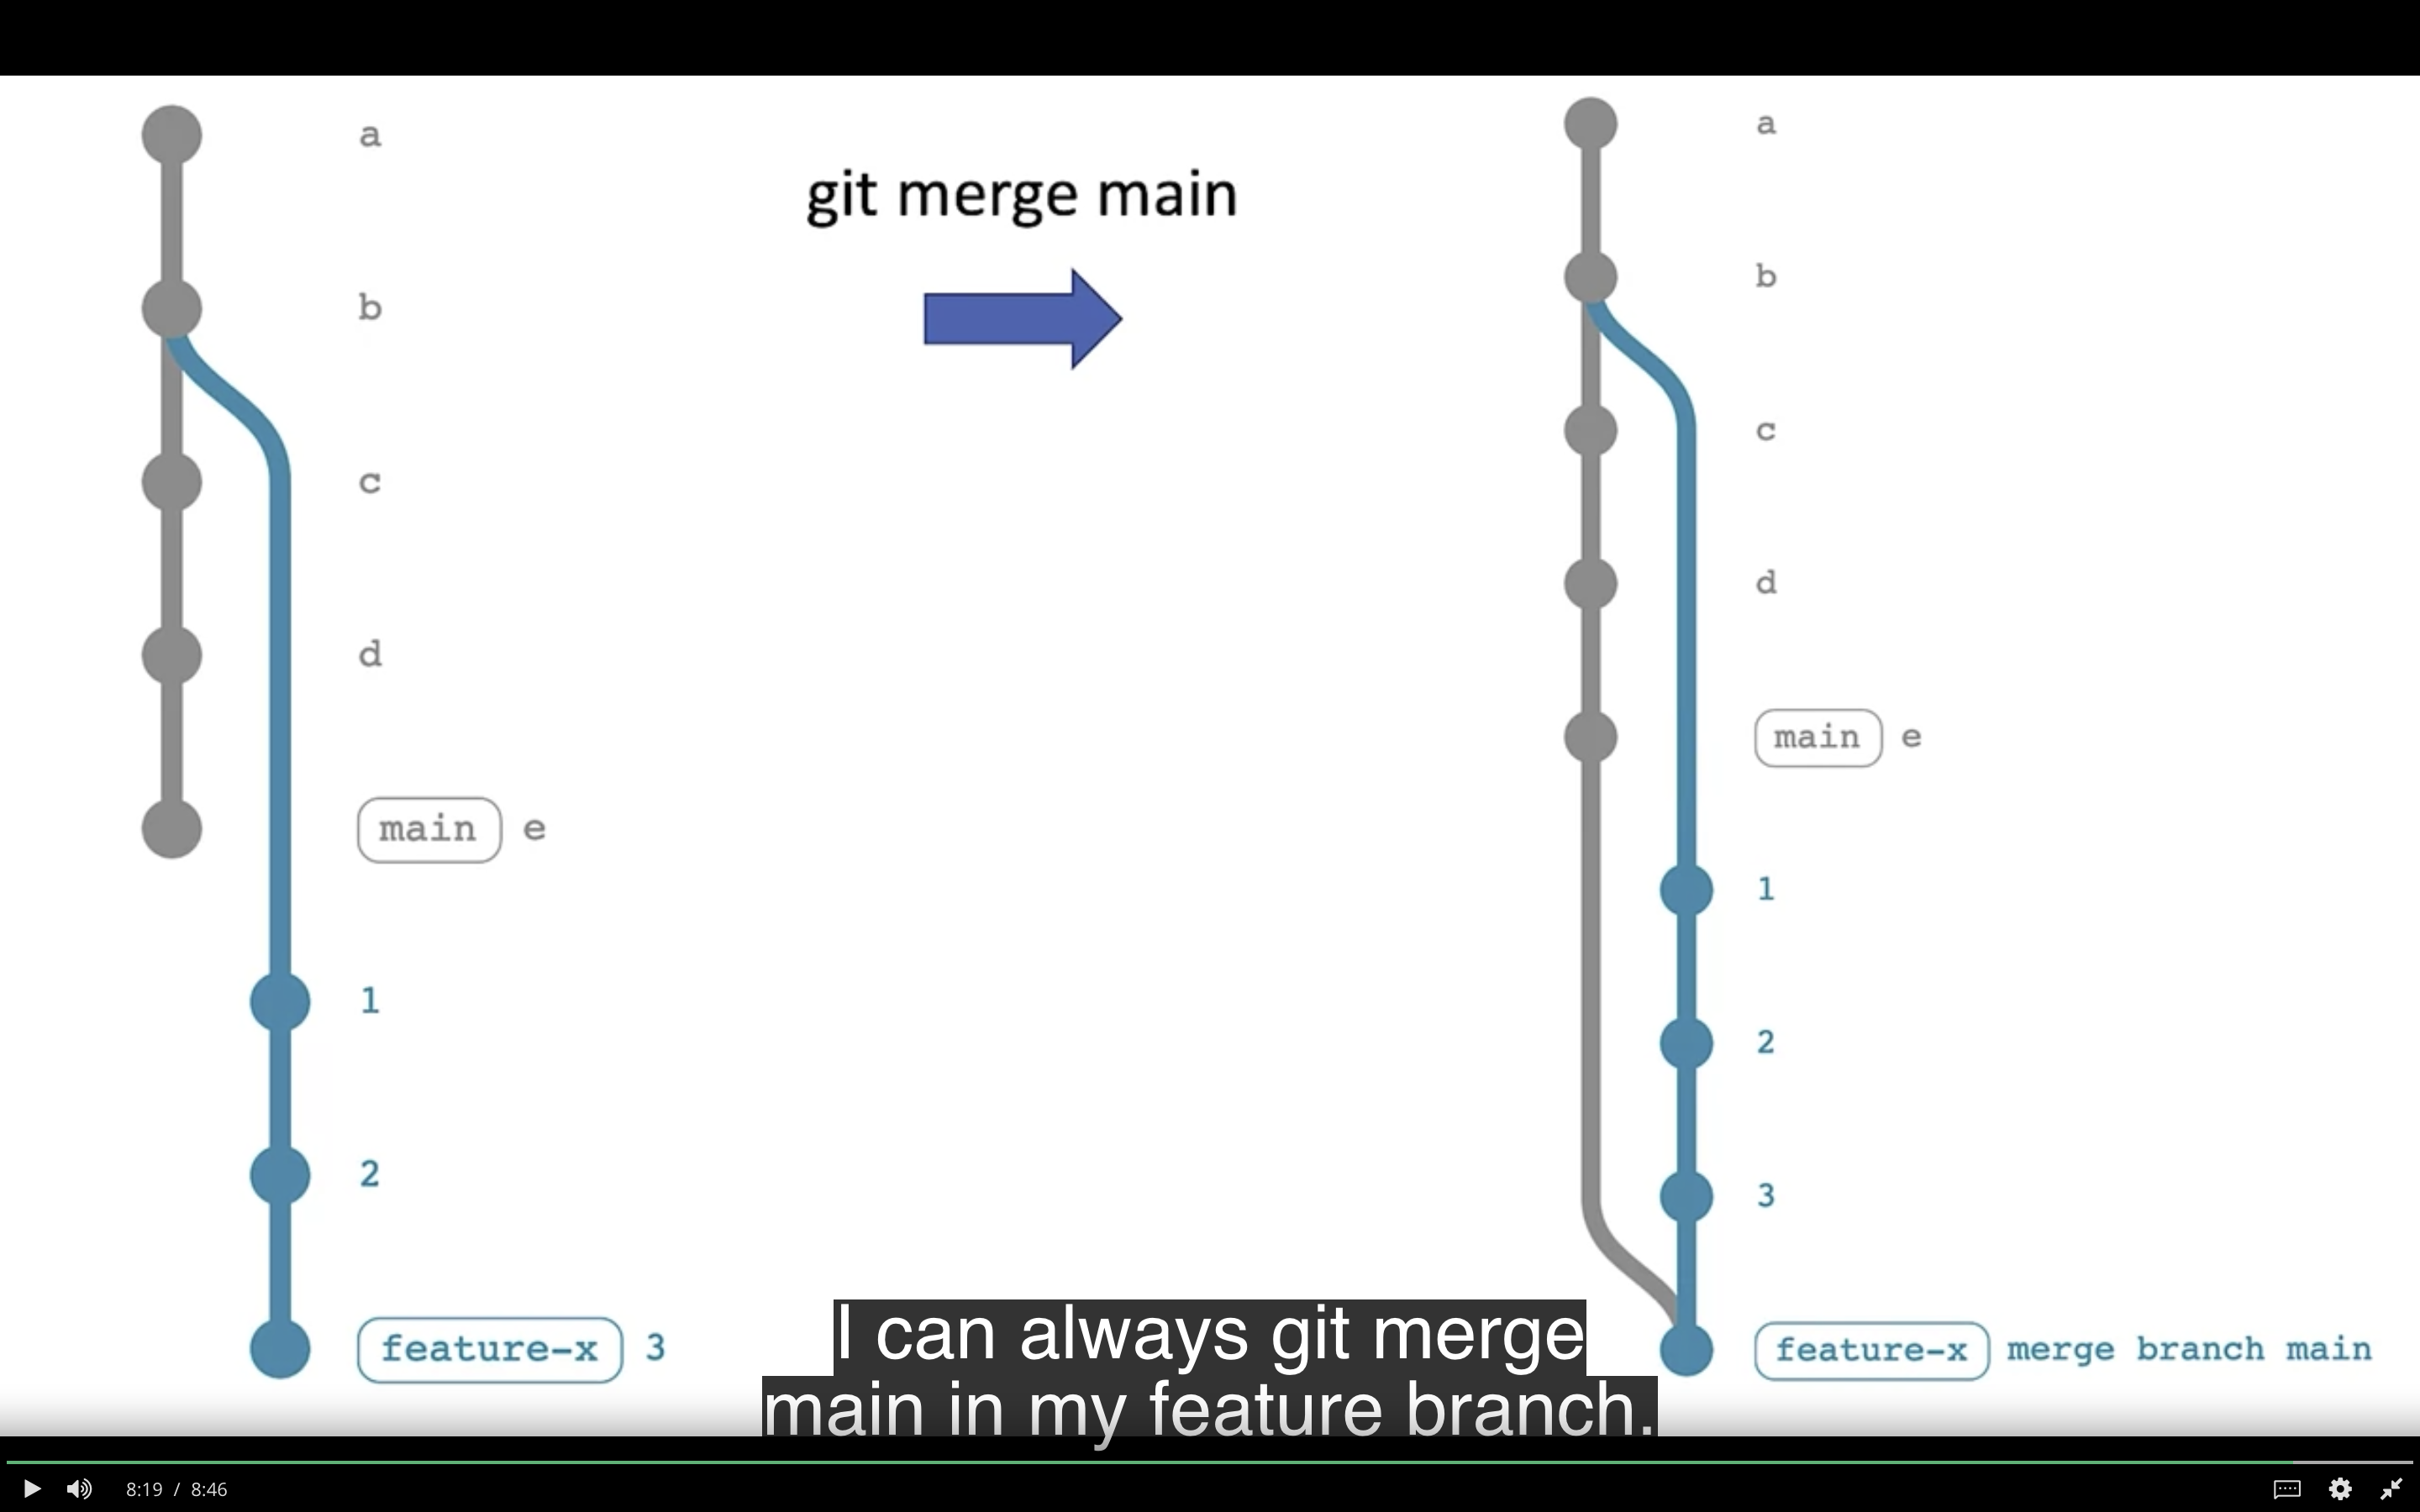 a
b
c
d
main e
1
2
feature-x 3
git merge main
a
b
c
d
main e
1
2
3
feature-x merge branch main
I can always git merge
main in my feature branch.
8:19 / 8:46